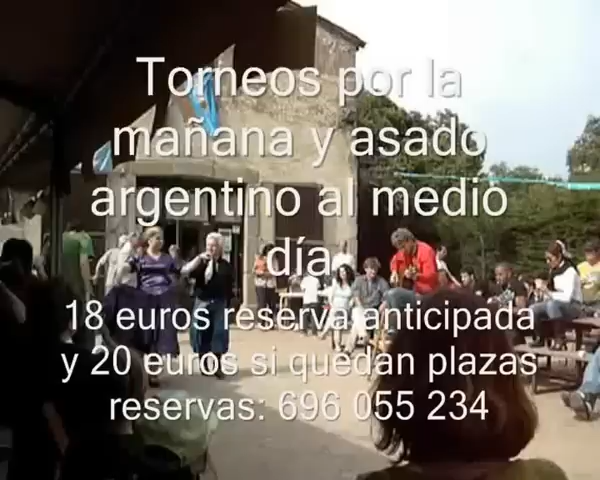 Torneos por la
mañana y asado
argentino al medio
día
18 euros reserva anticipada
y 20 euros si quedan plazas
reservas: 696 055 234